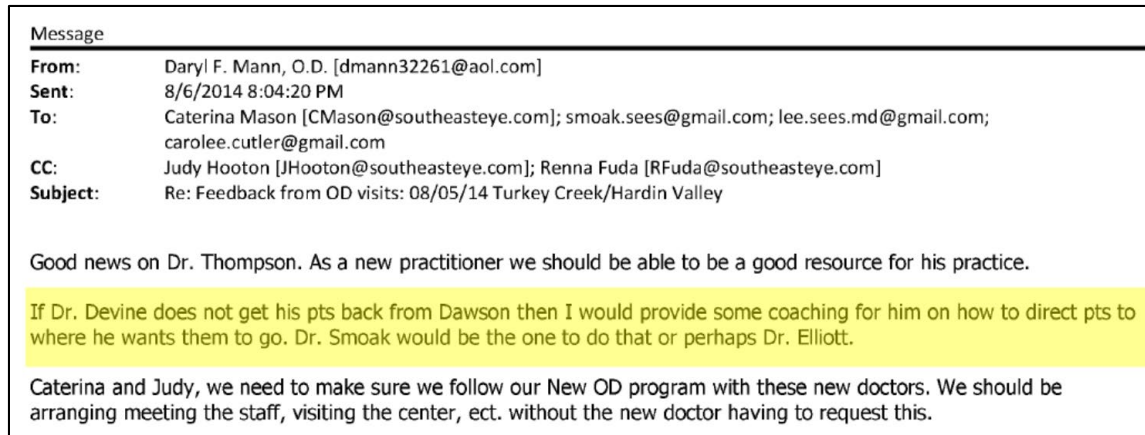 Message
From: Daryl F. Mann, O.D. [dmann32261@aol.com]
Sent: 8/6/2014 8:04:20 PM
To: Caterina Mason [CMason@southeasteye.com]; smoak.sees@gmail.com; lee.sees.md@gmail.com;
carolee.cutler@gmail.com
CC: Judy Hooton [JHooton@southeasteye.com]; Renna Fuda [RFuda@southeasteye.com]
Subject: Re: Feedback from OD visits: 08/05/14 Turkey Creek/Hardin Valley
Good news on Dr. Thompson. As a new practitioner we should be able to be a good resource for his practice.
If Dr. Devine does not get his pts back from Dawson then I would provide some coaching for him on how to direct pts to
where he wants them to go. Dr. Smoak would be the one to do that or perhaps Dr. Elliott.
Caterina and Judy, we need to make sure we follow our New OD program with these new doctors. We should be
arranging meeting the staff, visiting the center, ect. without the new doctor having to request this.